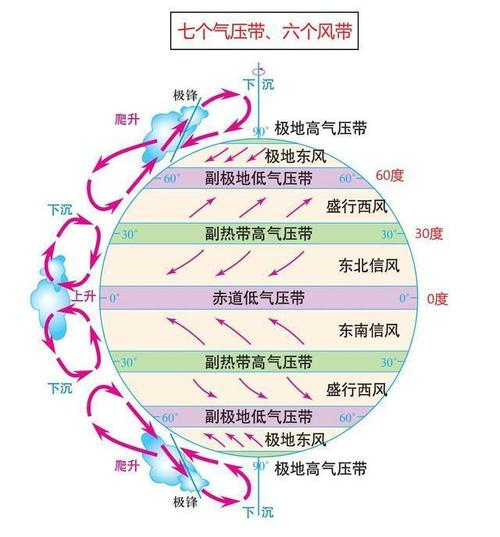 七个气压带、六个风带
下 沉
极锋
爬升
90°
极地高气压带
极地东风
60°
副极地低气压带
60°
60度
盛行西风
下沉
30°
副热带高气压带
30°
30度
东北信风
上升
0°
赤道低气压带
0°
0度
东南信风
30°
副热带高气压带
30°
下沉
盛行西风
60°
副极地低气压带
60°
极地东风
爬升
90°
极地高气压带
极锋
下 沉